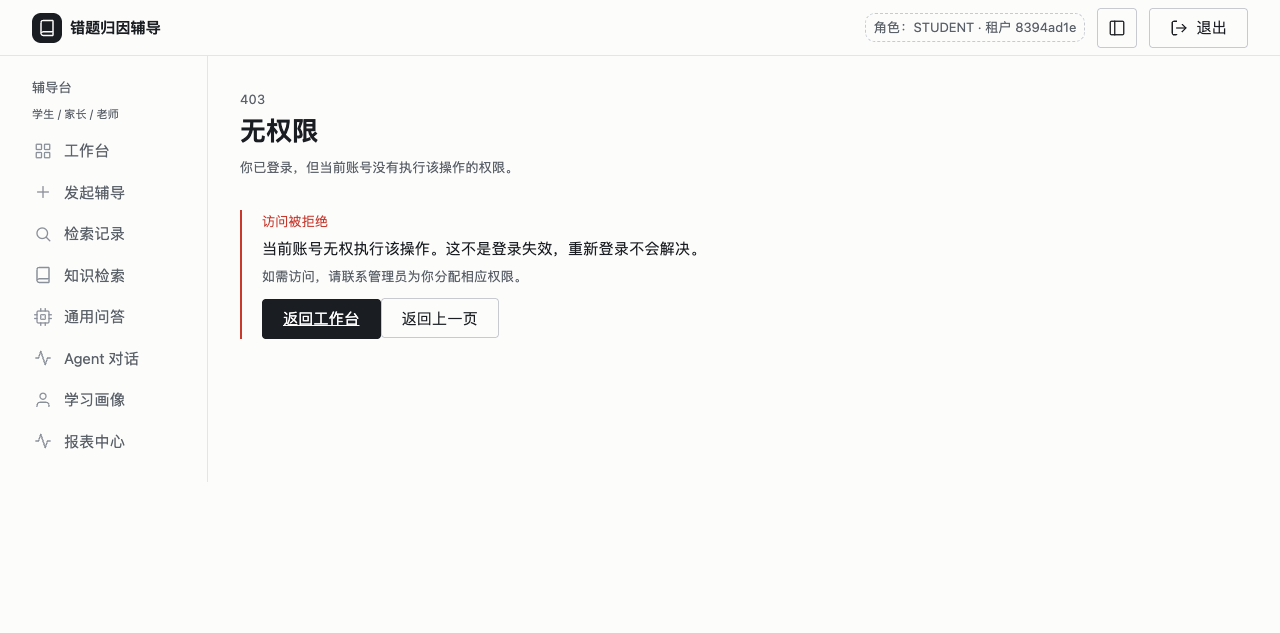 错题归因辅导
角色：STUDENT · 租户 8394ad1e
退出
辅导台
学生 / 家长 / 老师
工作台
发起辅导
检索记录
知识检索
通用问答
Agent 对话
学习画像
报表中心
403
无权限
你已登录，但当前账号没有执行该操作的权限。
访问被拒绝
当前账号无权执行该操作。这不是登录失效，重新登录不会解决。
如需访问，请联系管理员为你分配相应权限。
返回工作台
返回上一页